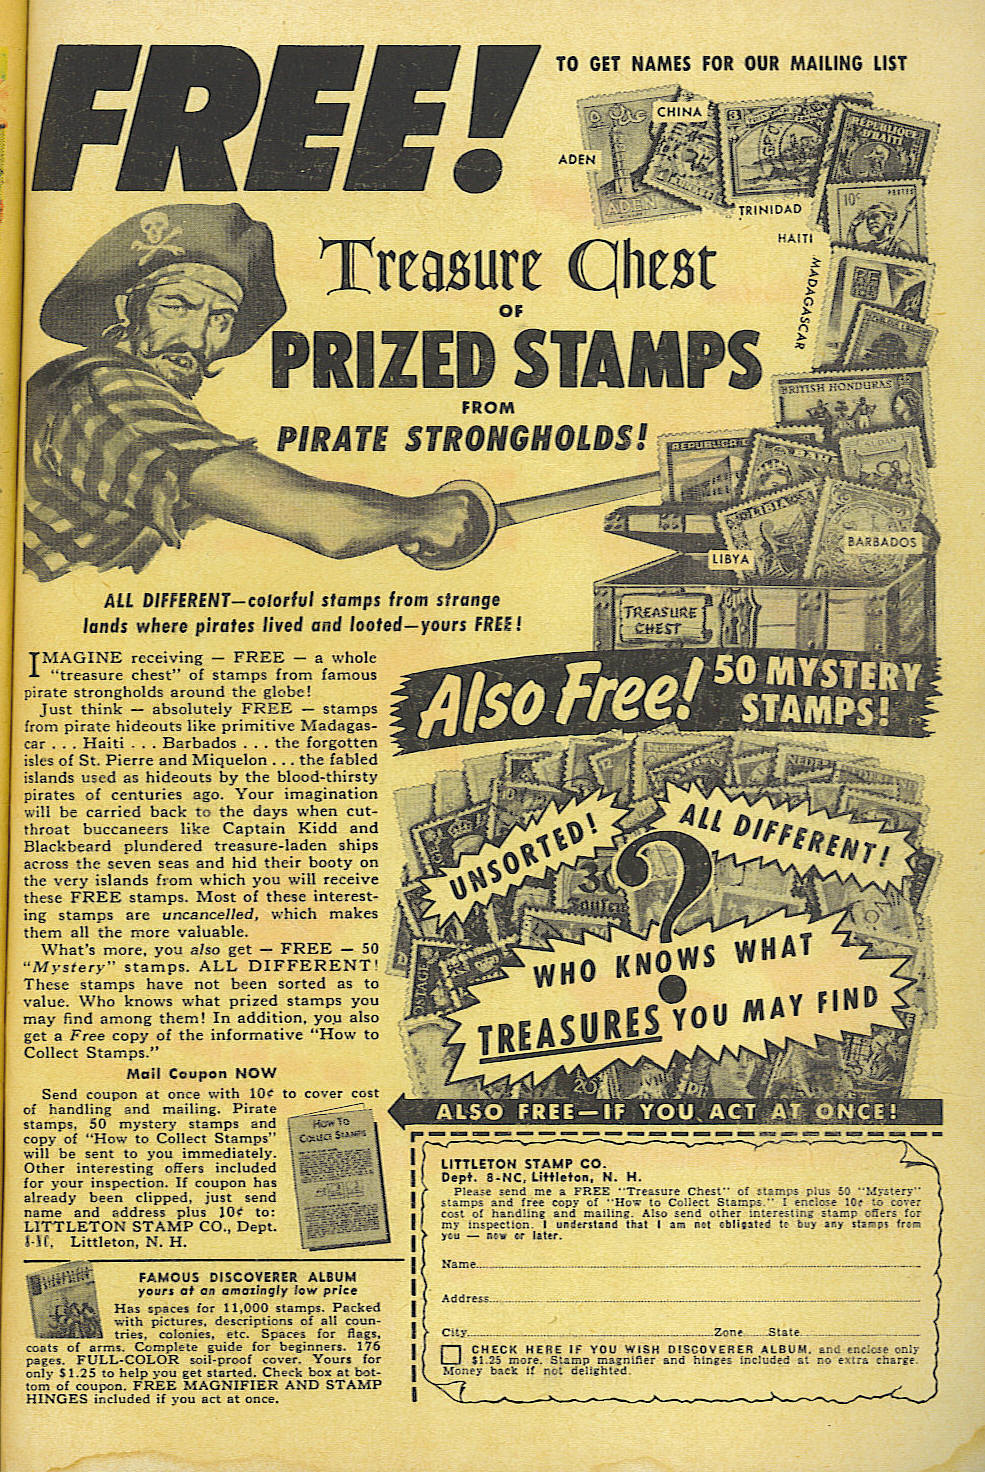 FREE!
TO GET NAMES FOR OUR MAILING LIST
CHINA
ADEN
ADEN
TRINIDAD
RÉPUBLIQUE
D'HAITI
10c
POSTES
HAITI
MADAGASCAR
Treasure Chest
OF
PRIZED STAMPS
FROM
PIRATE STRONGHOLDS!
BRITISH HONDURAS
REPUBLICA
SUDAN
LIBIA
BARBADOS
LIBYA
TREASURE
CHEST
ALL DIFFERENT—colorful stamps from strange
lands where pirates lived and looted—yours FREE!
IMAGINE receiving — FREE — a whole
"treasure chest" of stamps from famous
pirate strongholds around the globe!
Just think — absolutely FREE — stamps
from pirate hideouts like primitive Madagas-
car . . . Haiti . . . Barbados . . . the forgotten
isles of St. Pierre and Miquelon . . . the fabled
islands used as hideouts by the blood-thirsty
pirates of centuries ago. Your imagination
will be carried back to the days when cut-
throat buccaneers like Captain Kidd and
Blackbeard plundered treasure-laden ships
across the seven seas and hid their booty on
the very islands from which you will receive
these FREE stamps. Most of these interest-
ing stamps are uncancelled, which makes
them all the more valuable.
What's more, you also get — FREE — 50
"Mystery" stamps. ALL DIFFERENT!
These stamps have not been sorted as to
value. Who knows what prized stamps you
may find among them! In addition, you also
get a Free copy of the informative "How to
Collect Stamps."
Mail Coupon NOW
Send coupon at once with 10¢ to cover cost
of handling and mailing. Pirate
stamps, 50 mystery stamps and
copy of "How to Collect Stamps"
will be sent to you immediately.
Other interesting offers included
for your inspection. If coupon has
already been clipped, just send
name and address plus 10¢ to:
LITTLETON STAMP CO., Dept.
Littleton, N. H.
HOW TO
COLLECT STAMPS
FAMOUS DISCOVERER ALBUM
yours at an amazingly low price
Has spaces for 11,000 stamps. Packed
with pictures, descriptions of all coun-
tries, colonies, etc. Spaces for flags,
coats of arms. Complete guide for beginners. 176
pages. FULL-COLOR soil-proof cover. Yours for
only $1.25 to help you get started. Check box at bot-
tom of coupon. FREE MAGNIFIER AND STAMP
HINGES included if you act at once.
Also Free! 50 MYSTERY
STAMPS!
UNSORTED!
ALL DIFFERENT!
?
WHO KNOWS WHAT
TREASURES YOU MAY FIND
ALSO FREE—IF YOU ACT AT ONCE!
LITTLETON STAMP CO.
Dept. 8-NC, Littleton, N. H.
Please send me a FREE "Treasure Chest" of stamps plus 50 "Mystery"
stamps and free copy of "How to Collect Stamps." I enclose 10¢ to cover
cost of handling and mailing. Also send other interesting stamp offers for
my inspection. I understand that I am not obligated to buy any stamps from
you — now or later.
Name
Address
City Zone State
CHECK HERE IF YOU WISH DISCOVERER ALBUM, and enclose only
$1.25 more. Stamp magnifier and hinges included at no extra charge.
Money back if not delighted.